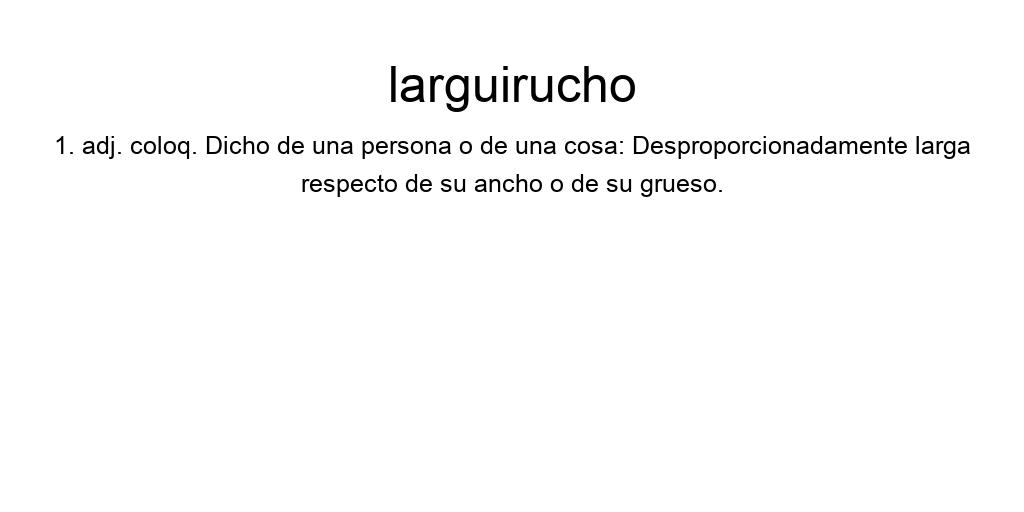 larguirucho
1. adj. coloq. Dicho de una persona o de una cosa: Desproporcionadamente larga
respecto de su ancho o de su grueso.